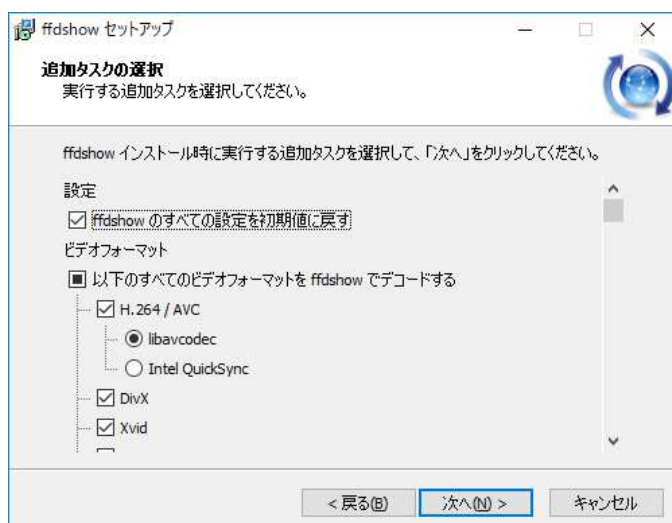 ffdshow セットアップ
追加タスクの選択
実行する追加タスクを選択してください。
ffdshow インストール時に実行する追加タスクを選択して、「次へ」をクリックしてください。
設定
ffdshow のすべての設定を初期値に戻す
ビデオフォーマット
以下のすべてのビデオフォーマットを ffdshow でデコードする
H.264 / AVC
libavcodec
Intel QuickSync
DivX
Xvid
< 戻る(B)
次へ(N) >
キャンセル